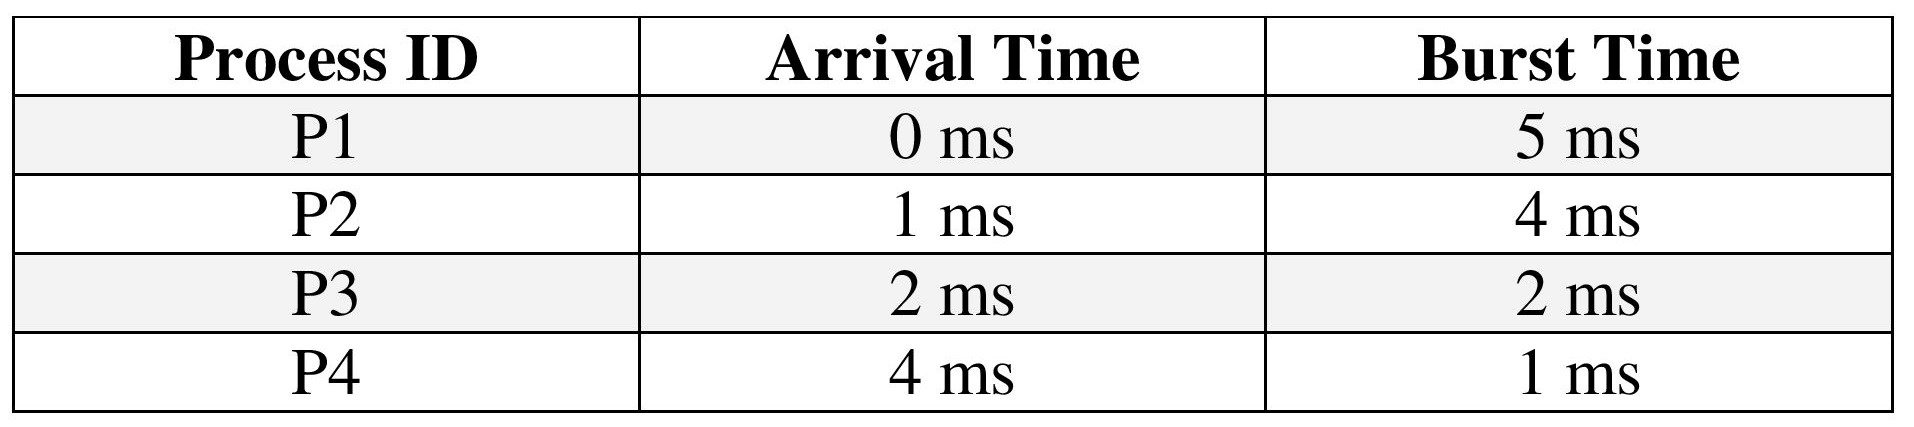 Process ID Arrival Time Burst Time
P1 0 ms 5 ms
P2 1 ms 4 ms
P3 2 ms 2 ms
P4 4 ms 1 ms